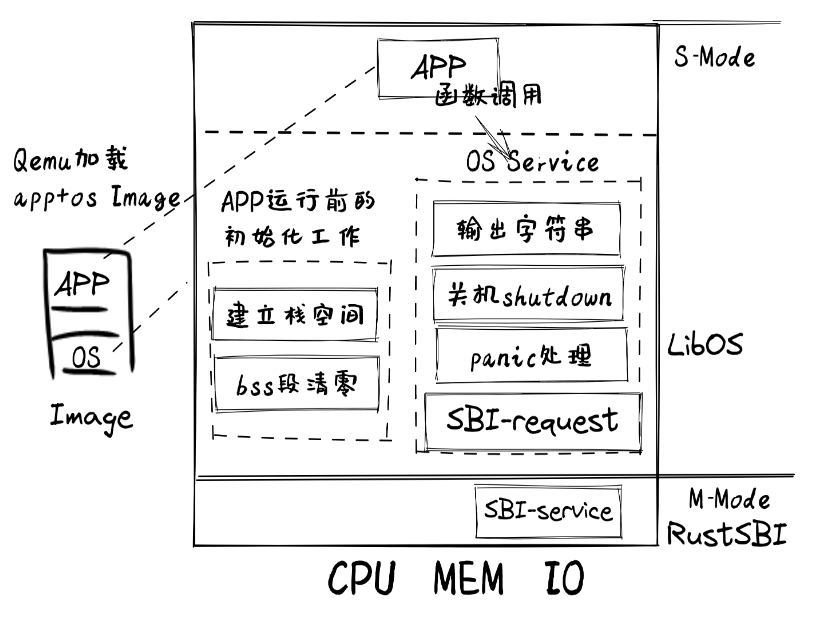 S-Mode
APP
函数调用
Qemu加载
app+os Image
OS Service
APP运行前的
初始化工作
输出字符串
关机shutdown
panic处理
SBI-request
建立栈空间
bss段清零
APP
OS
Image
LibOS
SBI-service
M-Mode
RustSBI
CPU MEM IO